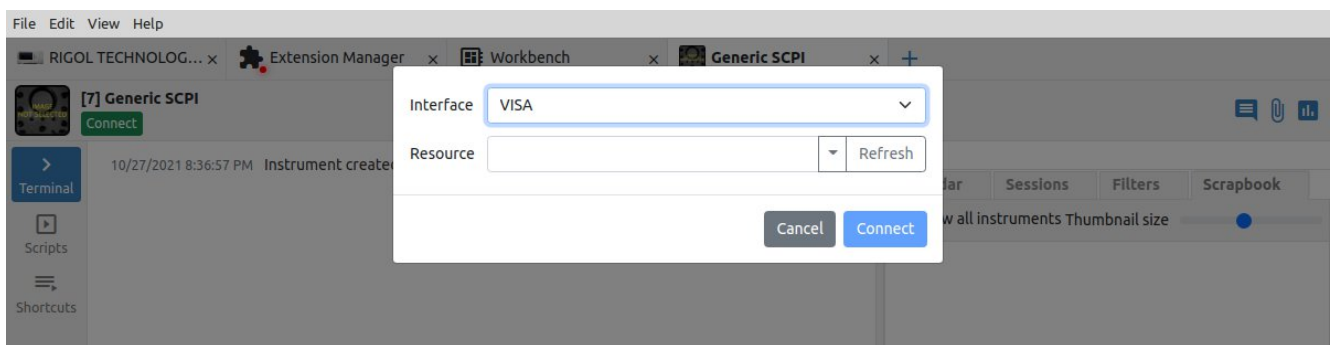 File Edit View Help
RIGOL TECHNOLOG... x Extension Manager x Workbench x Generic SCPI x +
[7] Generic SCPI
Connect
Interface VISA
Resource Refresh
10/27/2021 8:36:57 PM Instrument create
Terminal
dar Sessions Filters Scrapbook
Cancel Connect
w all instruments Thumbnail size
Scripts
Shortcuts